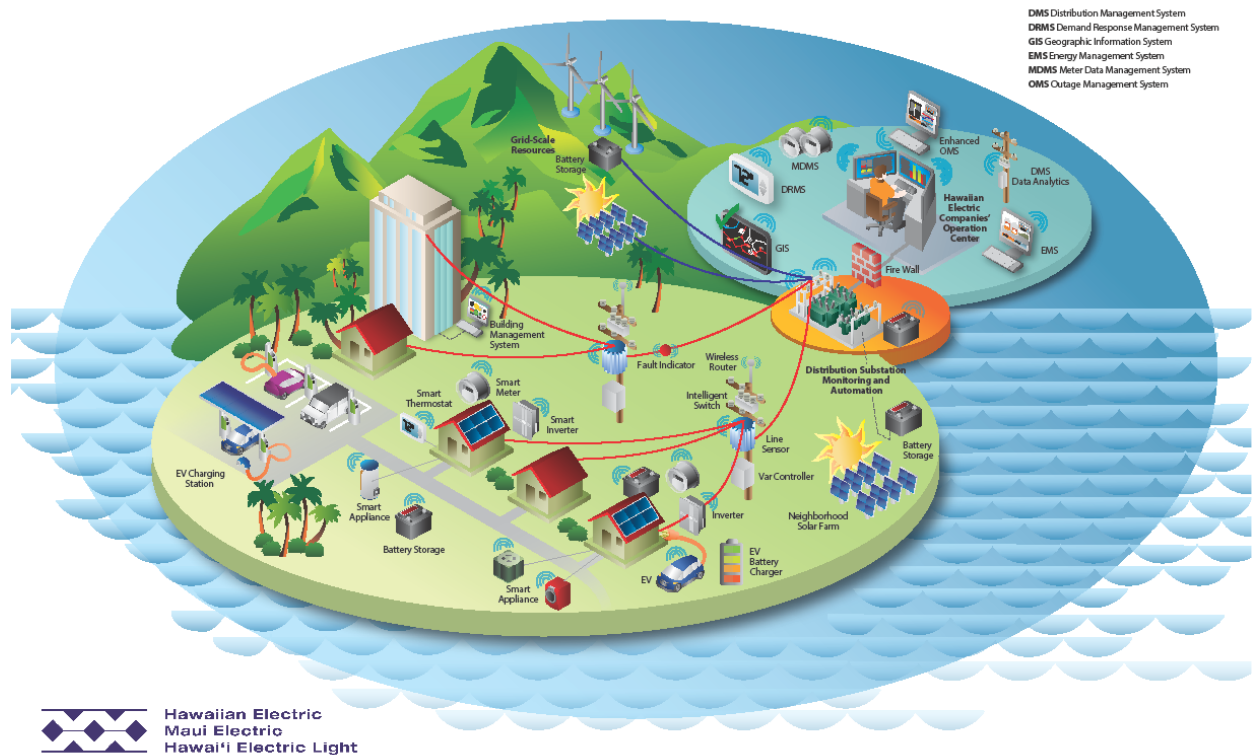 DMS Distribution Management System
DRMS Demand Response Management System
GIS Geographic Information System
EMS Energy Management System
MDMS Meter Data Management System
OMS Outage Management System
Grid-Scale
Resources
Battery
Storage
MDMS
Enhanced
OMS
DMS
Data Analytics
72°
DRMS
Hawaiian
Electric
Companies'
Operation
Center
GIS
EMS
Fire Wall
Building
Management
System
Fault Indicator
Wireless
Router
Distribution Substation
Monitoring and
Automation
Smart
Meter
Smart
Thermostat
72°
Smart
Inverter
Intelligent
Switch
Line
Sensor
Battery
Storage
EV Charging
Station
Smart
Appliance
Var Controller
Inverter
Neighborhood
Solar Farm
Battery Storage
Smart
Appliance
EV
EV
Battery
Charger
Hawaiian Electric
Maui Electric
Hawai‘i Electric Light